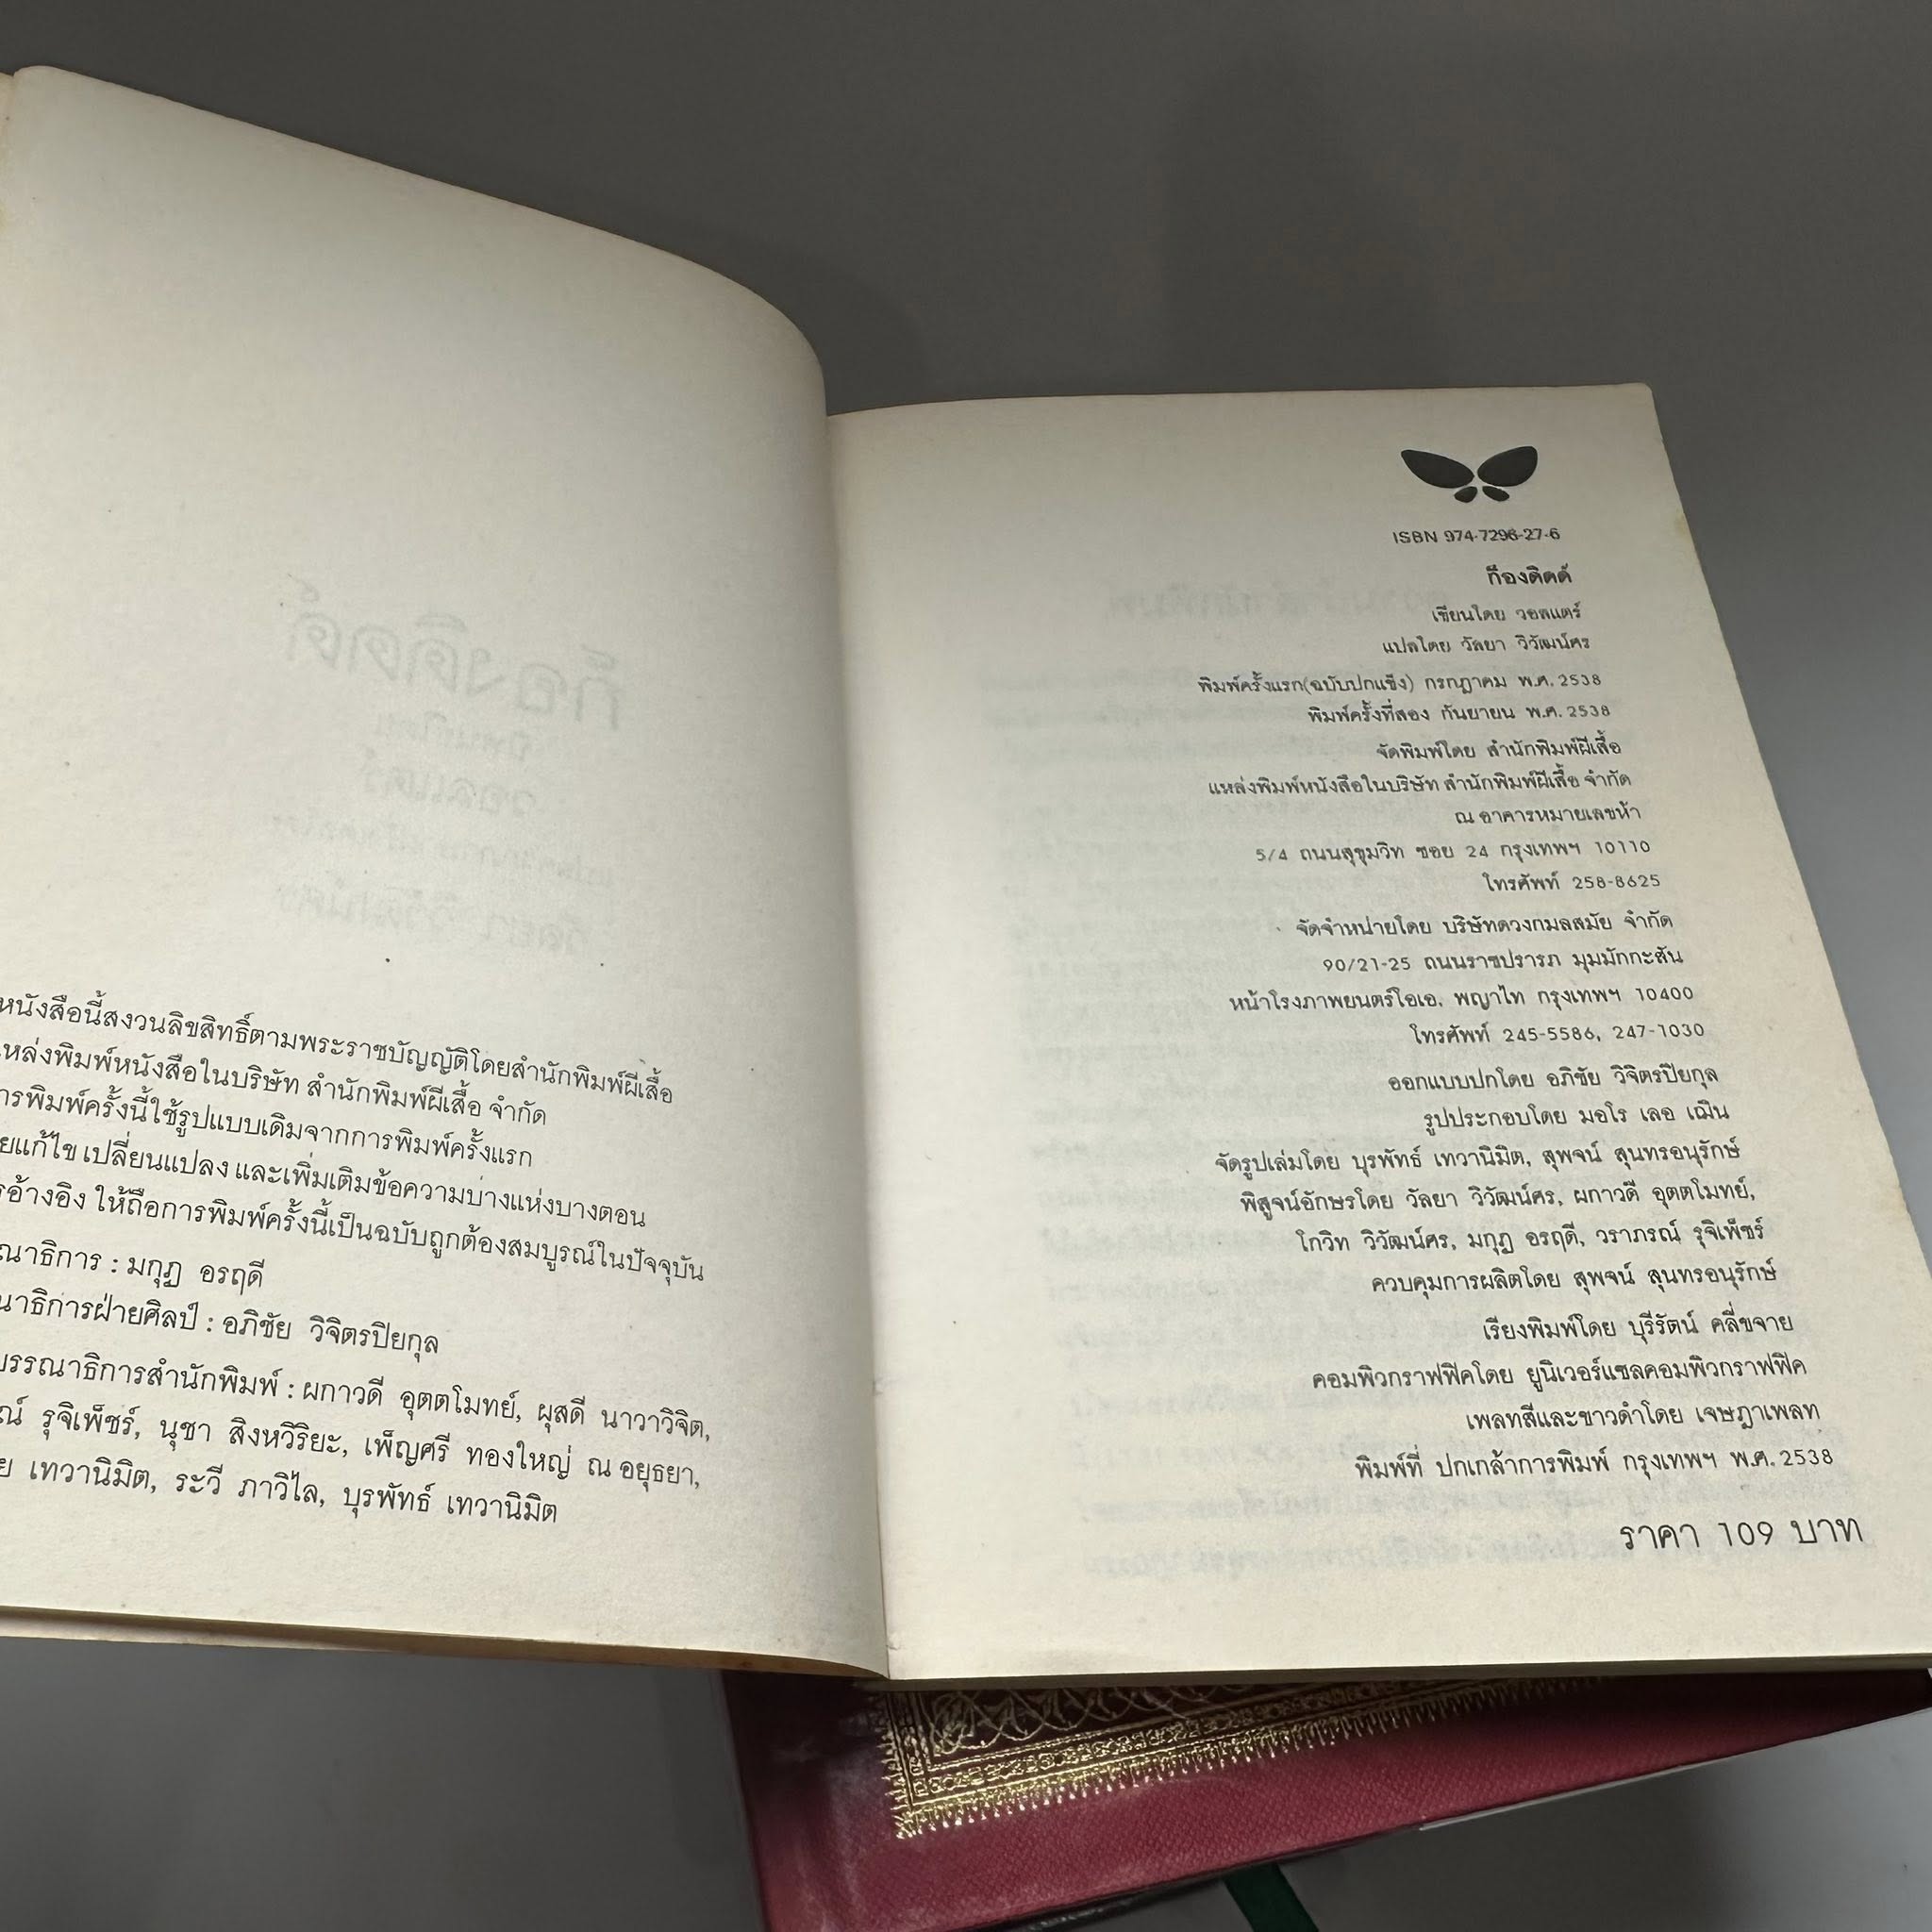 หนังสือนี้สงวนลิขสิทธิ์ตามพระราชบัญญัติโดยสำนักพิมพ์ผีเสื้อ
แหล่งพิมพ์หนังสือในบริษัท สำนักพิมพ์ผีเสื้อ จำกัด
การพิมพ์ครั้งนี้ใช้รูปแบบเดิมจากการพิมพ์ครั้งแรก
แก้ไข เปลี่ยนแปลง และเพิ่มเติมข้อความบางแห่งบางตอน
อ้างอิง ให้ถือการพิมพ์ครั้งนี้เป็นฉบับถูกต้องสมบูรณ์ในปัจจุบัน
ณาธิการ : มกุฏ อรฤดี
ณาธิการฝ่ายศิลป์ : อภิชัย วิจิตรปิยกุล
บรรณาธิการสำนักพิมพ์ : ผกาวดี อุตตโมทย์, ผุสดี นาวาวิจิต,
ณ์ รุจิเพ็ชร์, นุชา สิงหวิริยะ, เพ็ญศรี ทองใหญ่ ณ อยุธยา,
ย เทวานิมิต, ระวี ภาวิไล, บุรพัทธ์ เทวานิมิต
ISBN 974-7296-27-6
ก็องดิดด์
เขียนโดย วอลแตร์
แปลโดย วัลยา วิวัฒน์ศร
พิมพ์ครั้งแรก(ฉบับปกแข็ง) กรกฎาคม พ.ศ. 2538
พิมพ์ครั้งที่สอง กันยายน พ.ศ. 2538
จัดพิมพ์โดย สำนักพิมพ์ผีเสื้อ
แหล่งพิมพ์หนังสือในบริษัท สำนักพิมพ์ผีเสื้อ จำกัด
ณ อาคารหมายเลขห้า
5/4 ถนนสุขุมวิท ซอย 24 กรุงเทพฯ 10110
โทรศัพท์ 258-8625
จัดจำหน่ายโดย บริษัทดวงกมลสมัย จำกัด
90/21-25 ถนนราชปรารภ มุมมักกะสัน
หน้าโรงภาพยนตร์โอเอ, พญาไท กรุงเทพฯ 10400
โทรศัพท์ 245-5586, 247-1030
ออกแบบปกโดย อภิชัย วิจิตรปิยกุล
รูปประกอบโดย มอโร เลอ เฌิน
จัดรูปเล่มโดย บุรพัทธ์ เทวานิมิต, สุพจน์ สุนทรอนุรักษ์
พิสูจน์อักษรโดย วัลยา วิวัฒน์ศร, ผกาวดี อุตตโมทย์,
โกวิท วิวัฒน์ศร, มกุฏ อรฤดี, วราภรณ์ รุจิเพ็ชร์
ควบคุมการผลิตโดย สุพจน์ สุนทรอนุรักษ์
เรียงพิมพ์โดย บุรีรัตน์ คลี่ขจาย
คอมพิวกราฟฟิคโดย ยูนิเวอร์แซลคอมพิวกราฟฟิค
เพลทสีและขาวดำโดย เจษฎาเพลท
พิมพ์ที่ ปกเกล้าการพิมพ์ กรุงเทพฯ พ.ศ. 2538
ราคา 109 บาท